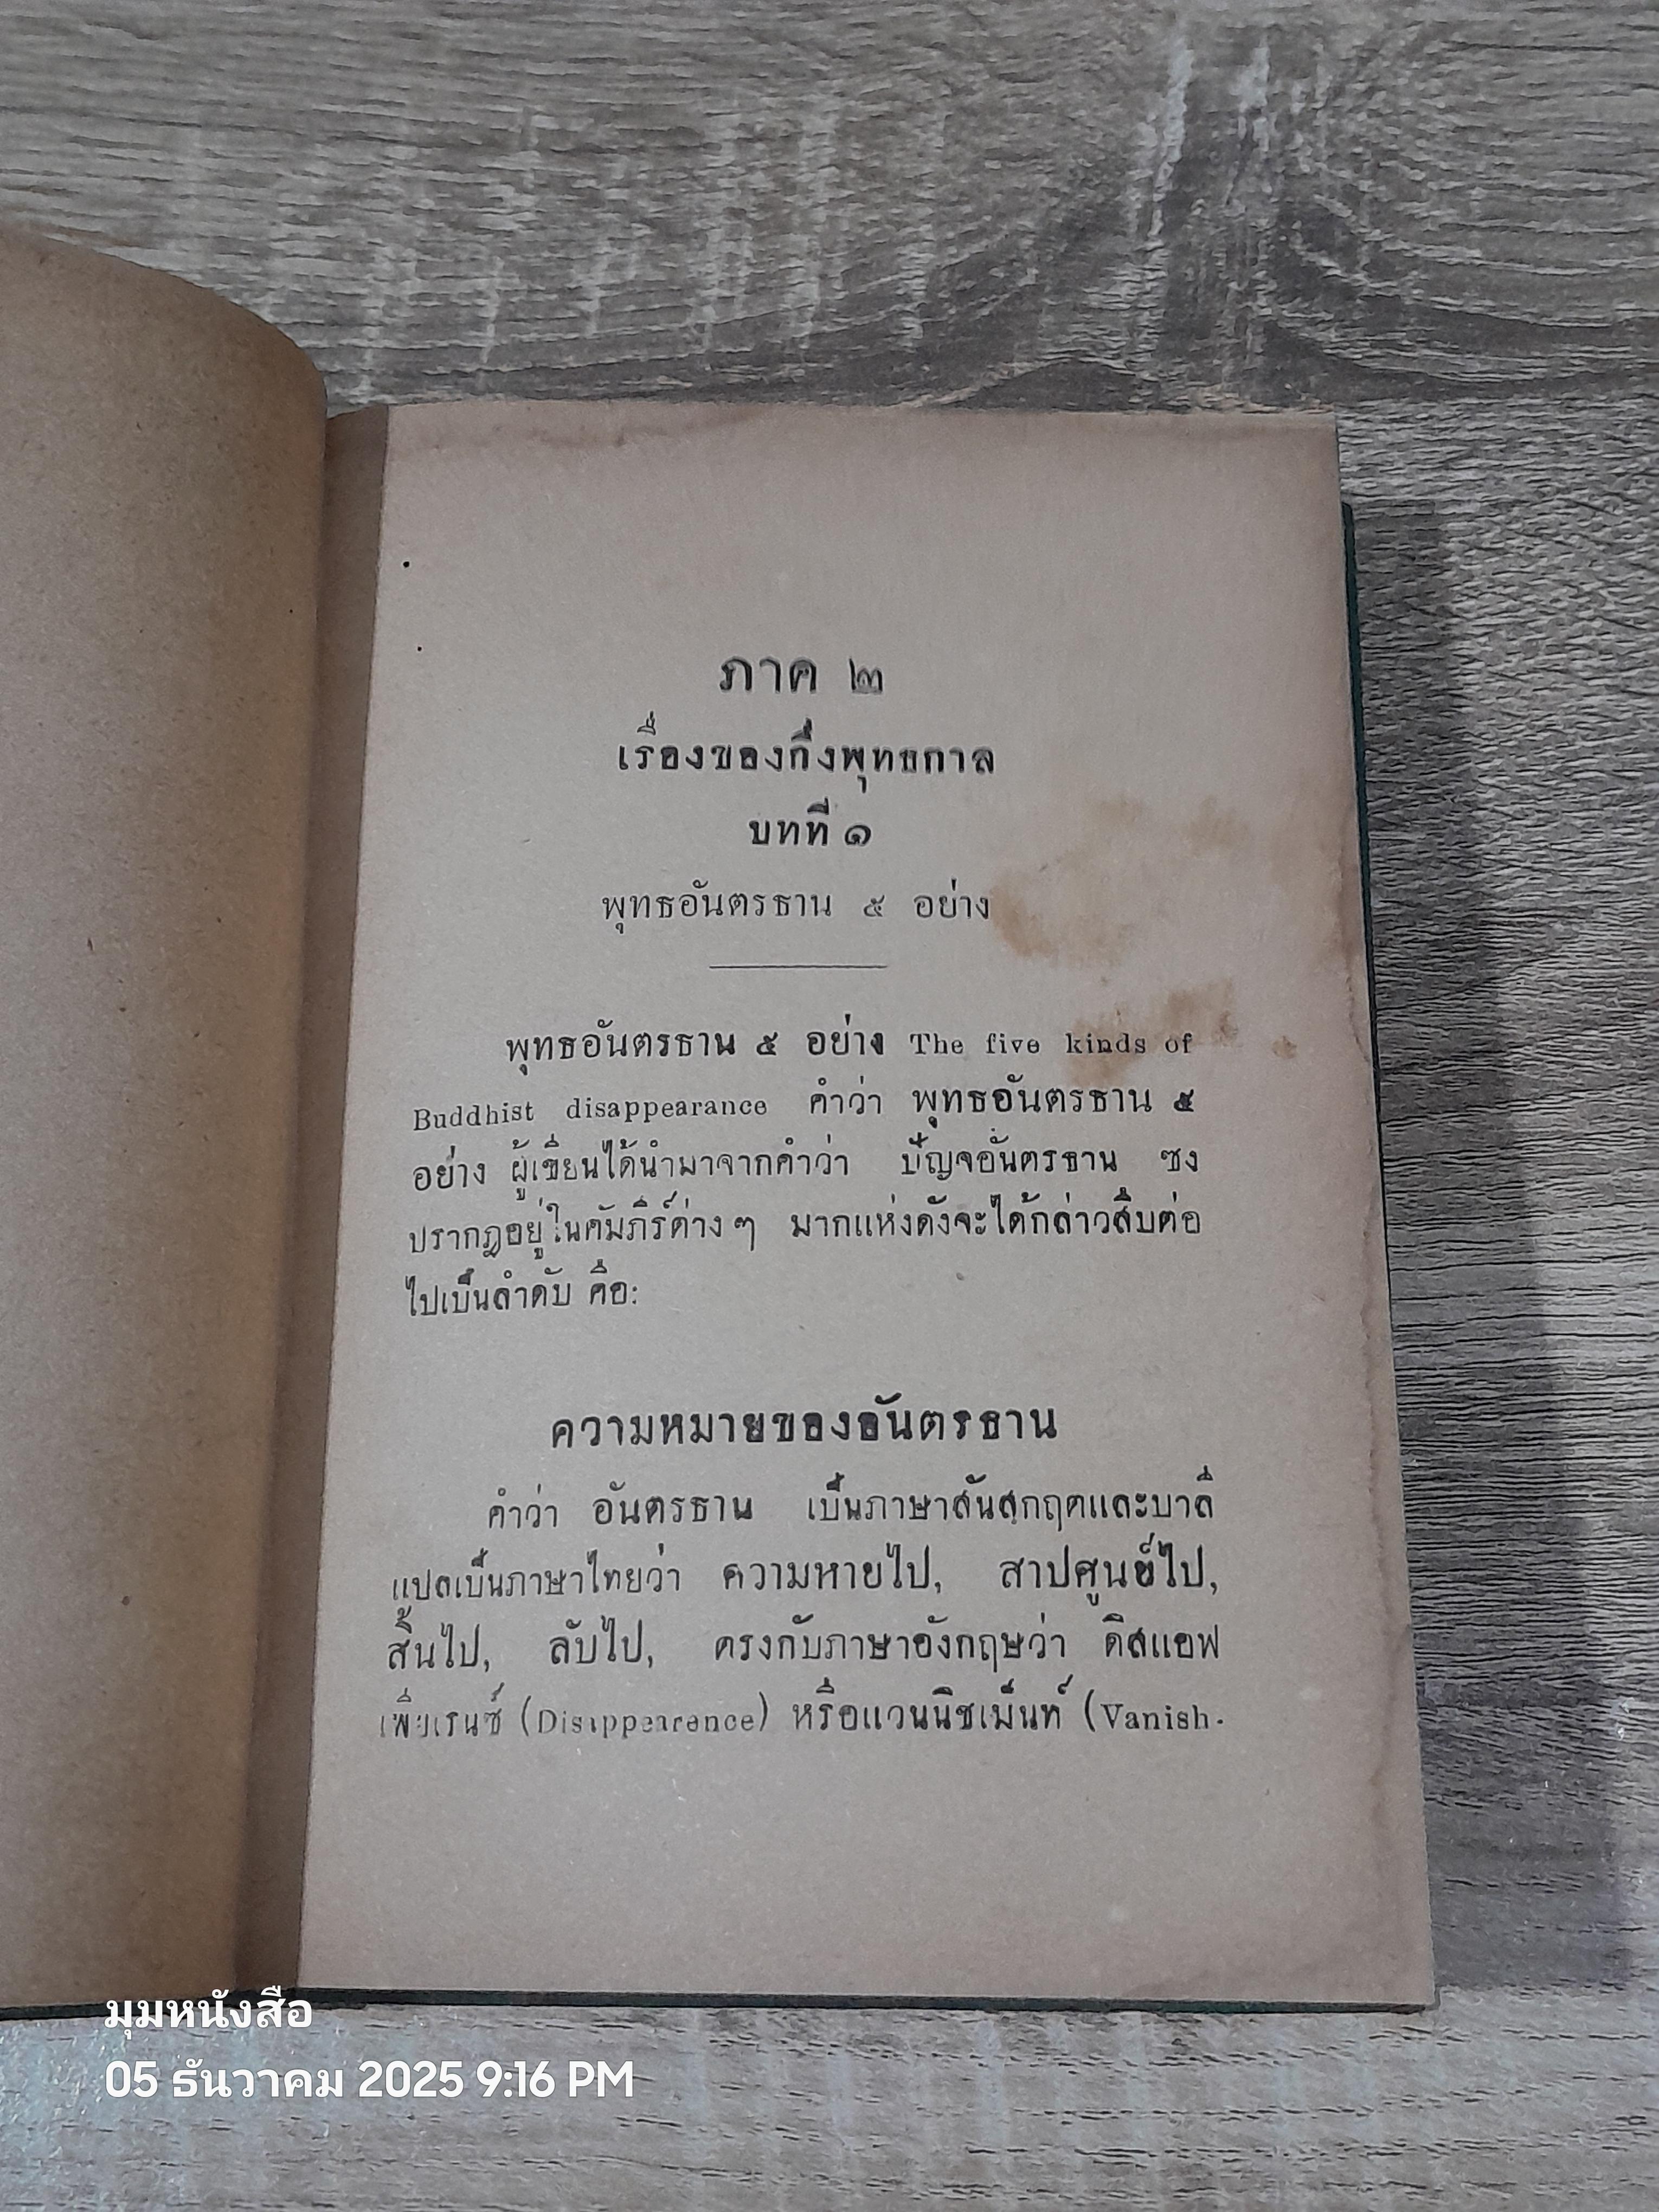 ภาค ๒
เรื่องของกึ่งพุทธกาล
บทที่ ๑
พุทธอันตรธาน ๕ อย่าง
พุทธอันตรธาน ๕ อย่าง The five kinds of
Buddhist disappearance คำว่า พุทธอันตรธาน ๕
อย่าง ผู้เขียนได้นำมาจากคำว่า ปัญจอันตรธาน ซึ่ง
ปรากฏอยู่ในคัมภีร์ต่าง ๆ มากแห่งดังจะได้กล่าวสืบต่อ
ไปเป็นลำดับ คือ:
ความหมายของอันตรธาน
คำว่า อันตรธาน เป็นภาษาสันสกฤตและบาลี
แปลเป็นภาษาไทยว่า ความหายไป, สาปศูนย์ไป,
สิ้นไป, ลับไป, ตรงกับภาษาอังกฤษว่า ดิสแอฟ
เพียเรนซ์ (Disappearence) หรือแวนนิชเม็นท์ (Vanish-
มุมหนังสือ
05 ธันวาคม 2025 9:16 PM